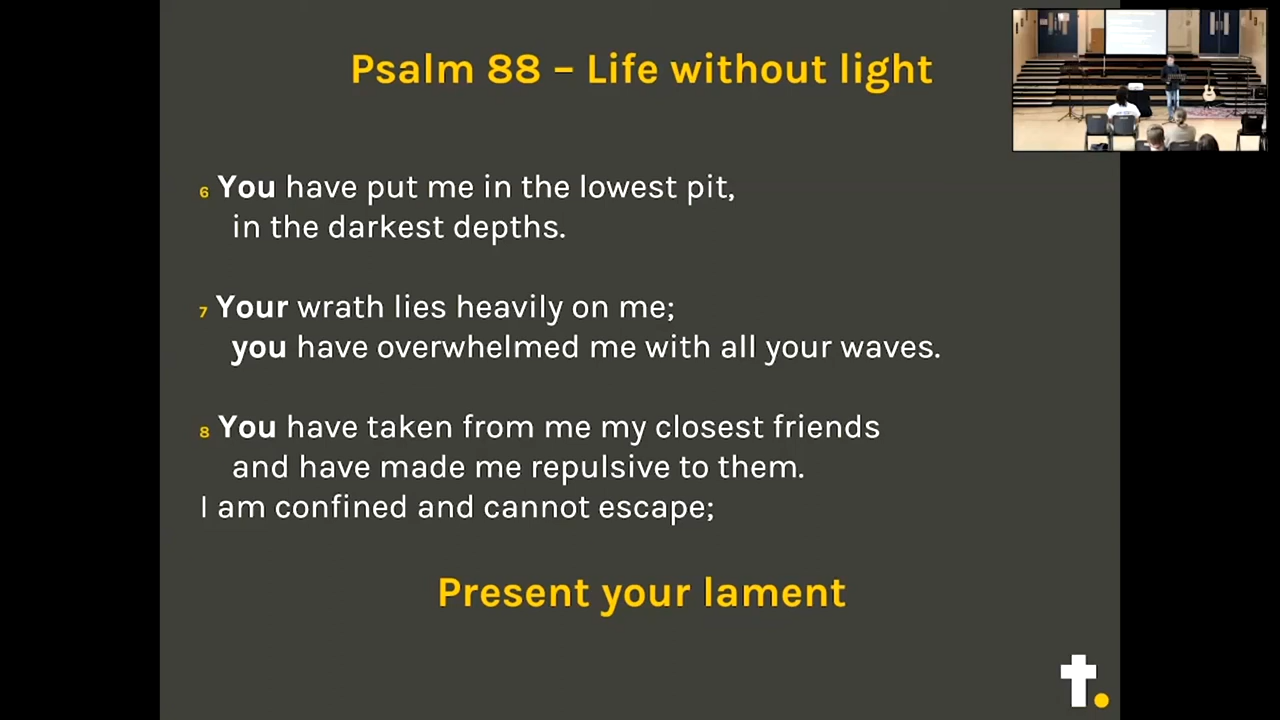 Psalm 88 – Life without light
6 You have put me in the lowest pit,
in the darkest depths.
7 Your wrath lies heavily on me;
you have overwhelmed me with all your waves.
8 You have taken from me my closest friends
and have made me repulsive to them.
I am confined and cannot escape;
Present your lament